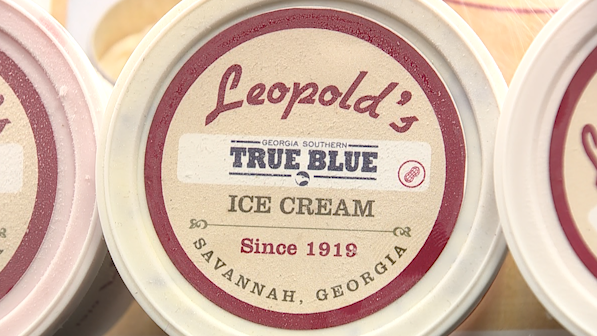 Leopold's
GEORGIA SOUTHERN
TRUE BLUE
ICE CREAM
Since 1919
SAVANNAH, GEORGIA